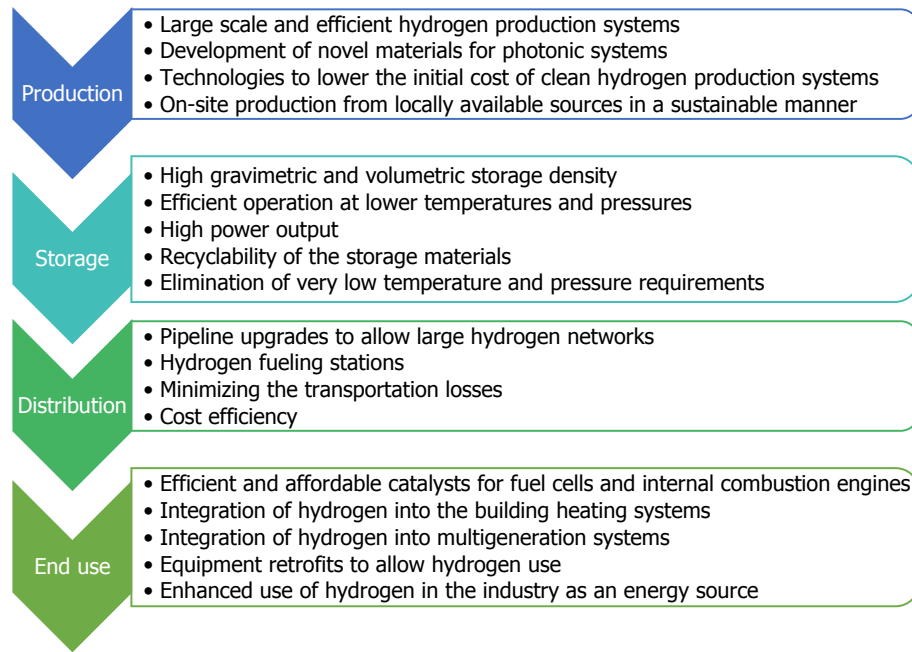 Production
• Large scale and efficient hydrogen production systems
• Development of novel materials for photonic systems
• Technologies to lower the initial cost of clean hydrogen production systems
• On-site production from locally available sources in a sustainable manner
Storage
• High gravimetric and volumetric storage density
• Efficient operation at lower temperatures and pressures
• High power output
• Recyclability of the storage materials
• Elimination of very low temperature and pressure requirements
Distribution
• Pipeline upgrades to allow large hydrogen networks
• Hydrogen fueling stations
• Minimizing the transportation losses
• Cost efficiency
End use
• Efficient and affordable catalysts for fuel cells and internal combustion engines
• Integration of hydrogen into the building heating systems
• Integration of hydrogen into multigeneration systems
• Equipment retrofits to allow hydrogen use
• Enhanced use of hydrogen in the industry as an energy source